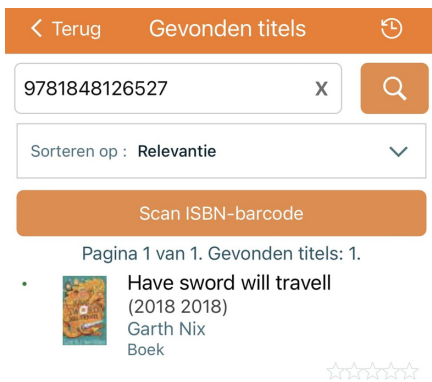 Terug Gevonden titels
9781848126527 X
Sorteren op : Relevantie
Scan ISBN-barcode
Pagina 1 van 1. Gevonden titels: 1.
Have sword will travell
(2018 2018)
Garth Nix
Boek